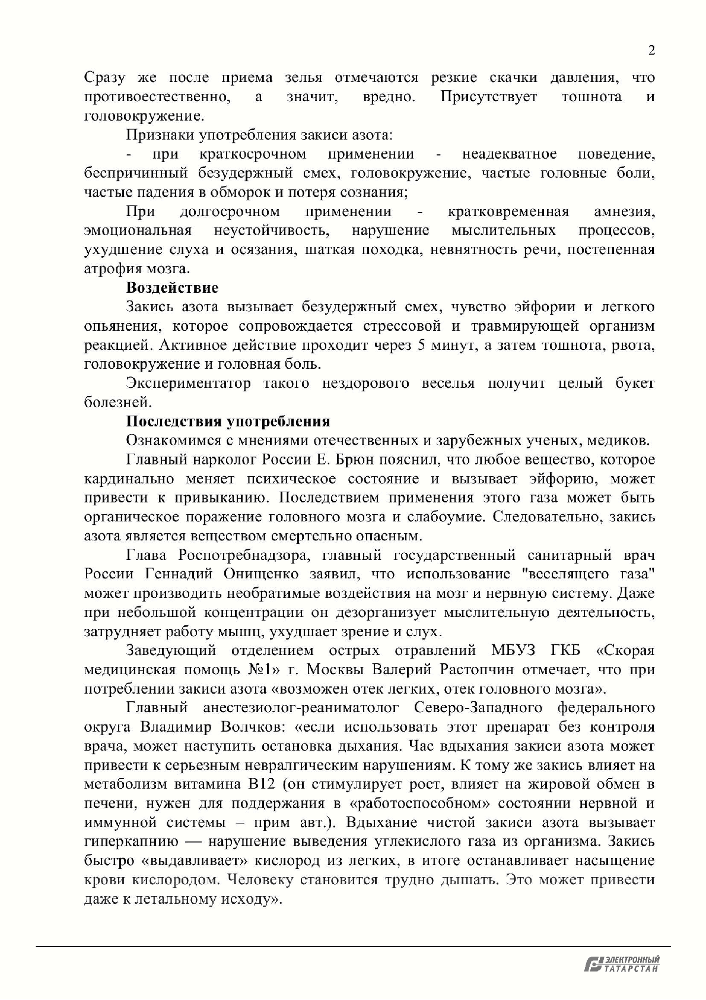 2
Сразу же после приема зелья отмечаются резкие скачки давления, что
противоестественно, а значит, вредно. Присутствует тошнота и
головокружение.
Признаки употребления закиси азота:
- при краткосрочном применении - неадекватное поведение,
беспричинный безудержный смех, головокружение, частые головные боли,
частые падения в обморок и потеря сознания;
При долгосрочном применении - кратковременная амнезия,
эмоциональная неустойчивость, нарушение мыслительных процессов,
ухудшение слуха и осязания, шаткая походка, невнятность речи, постепенная
атрофия мозга.
Воздействие
Закись азота вызывает безудержный смех, чувство эйфории и легкого
опьянения, которое сопровождается стрессовой и травмирующей организм
реакцией. Активное действие проходит через 5 минут, а затем тошнота, рвота,
головокружение и головная боль.
Экспериментатор такого нездорового веселья получит целый букет
болезней.
Последствия употребления
Ознакомимся с мнениями отечественных и зарубежных ученых, медиков.
Главный нарколог России Е. Брюн пояснил, что любое вещество, которое
кардинально меняет психическое состояние и вызывает эйфорию, может
привести к привыканию. Последствием применения этого газа может быть
органическое поражение головного мозга и слабоумие. Следовательно, закись
азота является веществом смертельно опасным.
Глава Роспотребнадзора, главный государственный санитарный врач
России Геннадий Онищенко заявил, что использование "веселящего газа"
может производить необратимые воздействия на мозг и нервную систему. Даже
при небольшой концентрации он дезорганизует мыслительную деятельность,
затрудняет работу мышц, ухудшает зрение и слух.
Заведующий отделением острых отравлений МБУЗ ГКБ «Скорая
медицинская помощь №1» г. Москвы Валерий Растопчин отмечает, что при
потреблении закиси азота «возможен отек легких, отек головного мозга».
Главный анестезиолог-реаниматолог Северо-Западного федерального
округа Владимир Волчков: «если использовать этот препарат без контроля
врача, может наступить остановка дыхания. Час вдыхания закиси азота может
привести к серьезным невралгическим нарушениям. К тому же закись влияет на
метаболизм витамина В12 (он стимулирует рост, влияет на жировой обмен в
печени, нужен для поддержания в «работоспособном» состоянии нервной и
иммунной системы – прим авт.). Вдыхание чистой закиси азота вызывает
гиперкапнию — нарушение выведения углекислого газа из организма. Закись
быстро «выдавливает» кислород из легких, в итоге останавливает насыщение
крови кислородом. Человеку становится трудно дышать. Это может привести
даже к летальному исходу».
ЭЛЕКТРОННЫЙ
ТАТАРСТАН